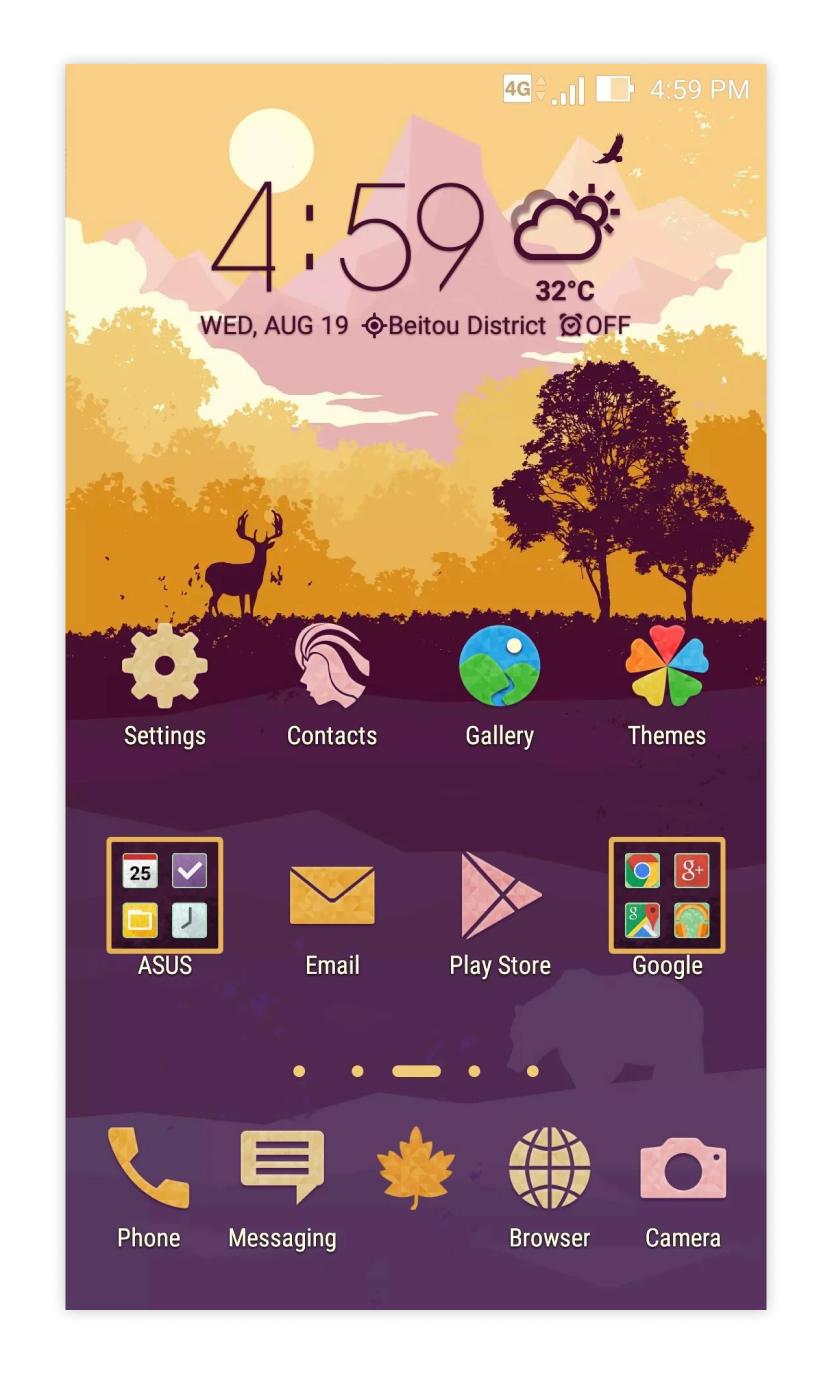 4G 4:59 PM
4:59
32°C
WED, AUG 19 Beitou District OFF
Settings Contacts Gallery Themes
25 g+
g
ASUS Email Play Store Google
Phone Messaging Browser Camera